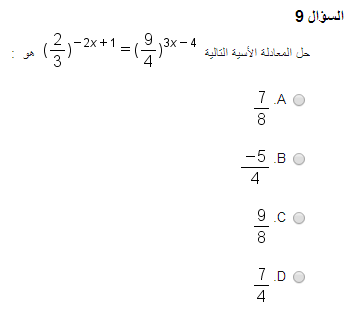 السؤال 9
حل المعادلة الأسية التالية (2/3)^(−2x+1) = (9/4)^(3x−4) هو :
A. 7/8
B. −5/4
C. 9/8
D. 7/4